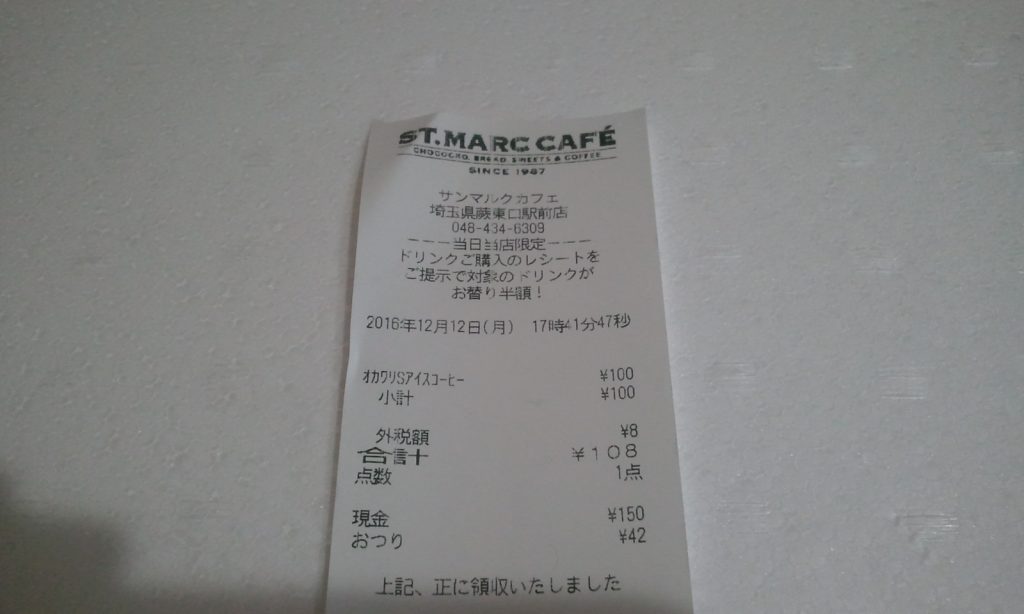 ST.MARC CAFÉ
CHOCOCRO, BREAD SWEETS & COFFEE
SINCE 1987
サンマルクカフェ
埼玉県蕨東口駅前店
048-434-6309
---当日当店限定---
ドリンクご購入のレシートを
ご提示で対象のドリンクが
お替り半額!
2016年12月12日(月) 17時41分47秒
オカワリSアイスコーヒー ¥100
小計 ¥100
外税額 ¥8
合計 ¥108
点数 1点
現金 ¥150
おつり ¥42
上記、正に領収いたしました